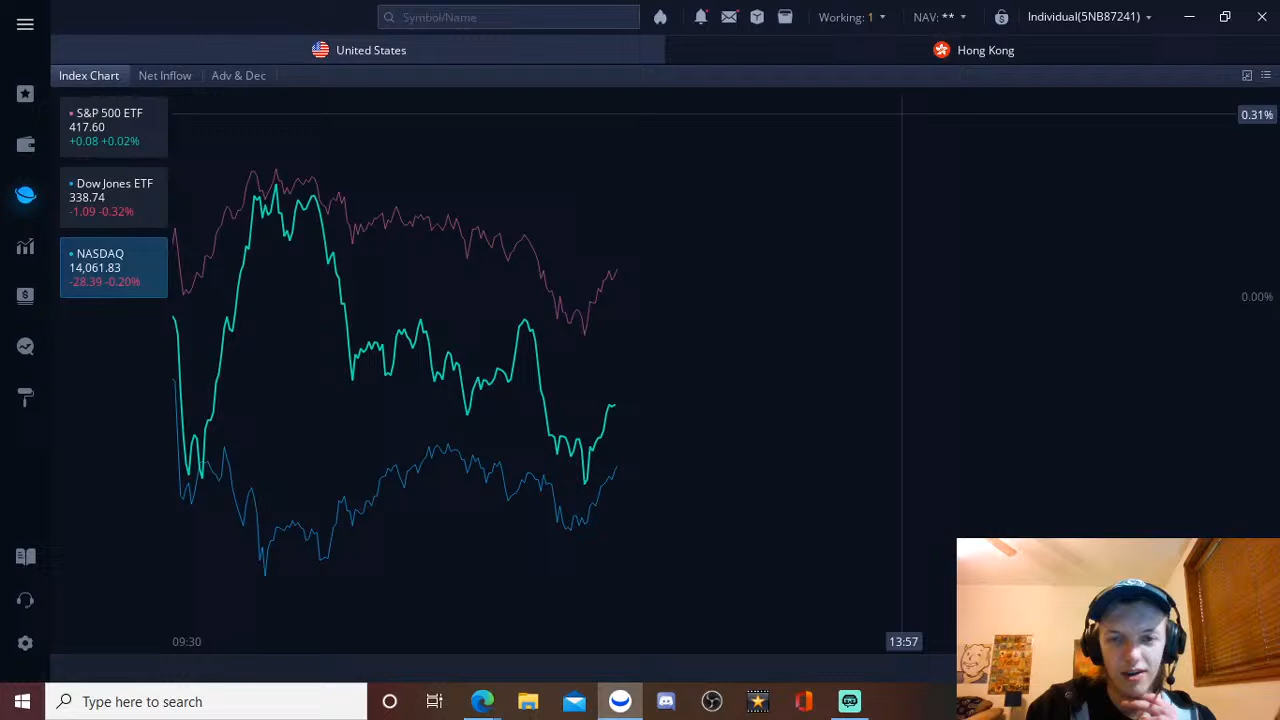 Symbol/Name
Working: 1
NAV: **
Individual(5NB87241)
United States
Hong Kong
Index Chart
Net Inflow
Adv & Dec
S&P 500 ETF
417.60
+0.08 +0.02%
Dow Jones ETF
338.74
-1.09 -0.32%
NASDAQ
14,061.83
-28.39 -0.20%
0.31%
0.00%
09:30
13:57
Type here to search